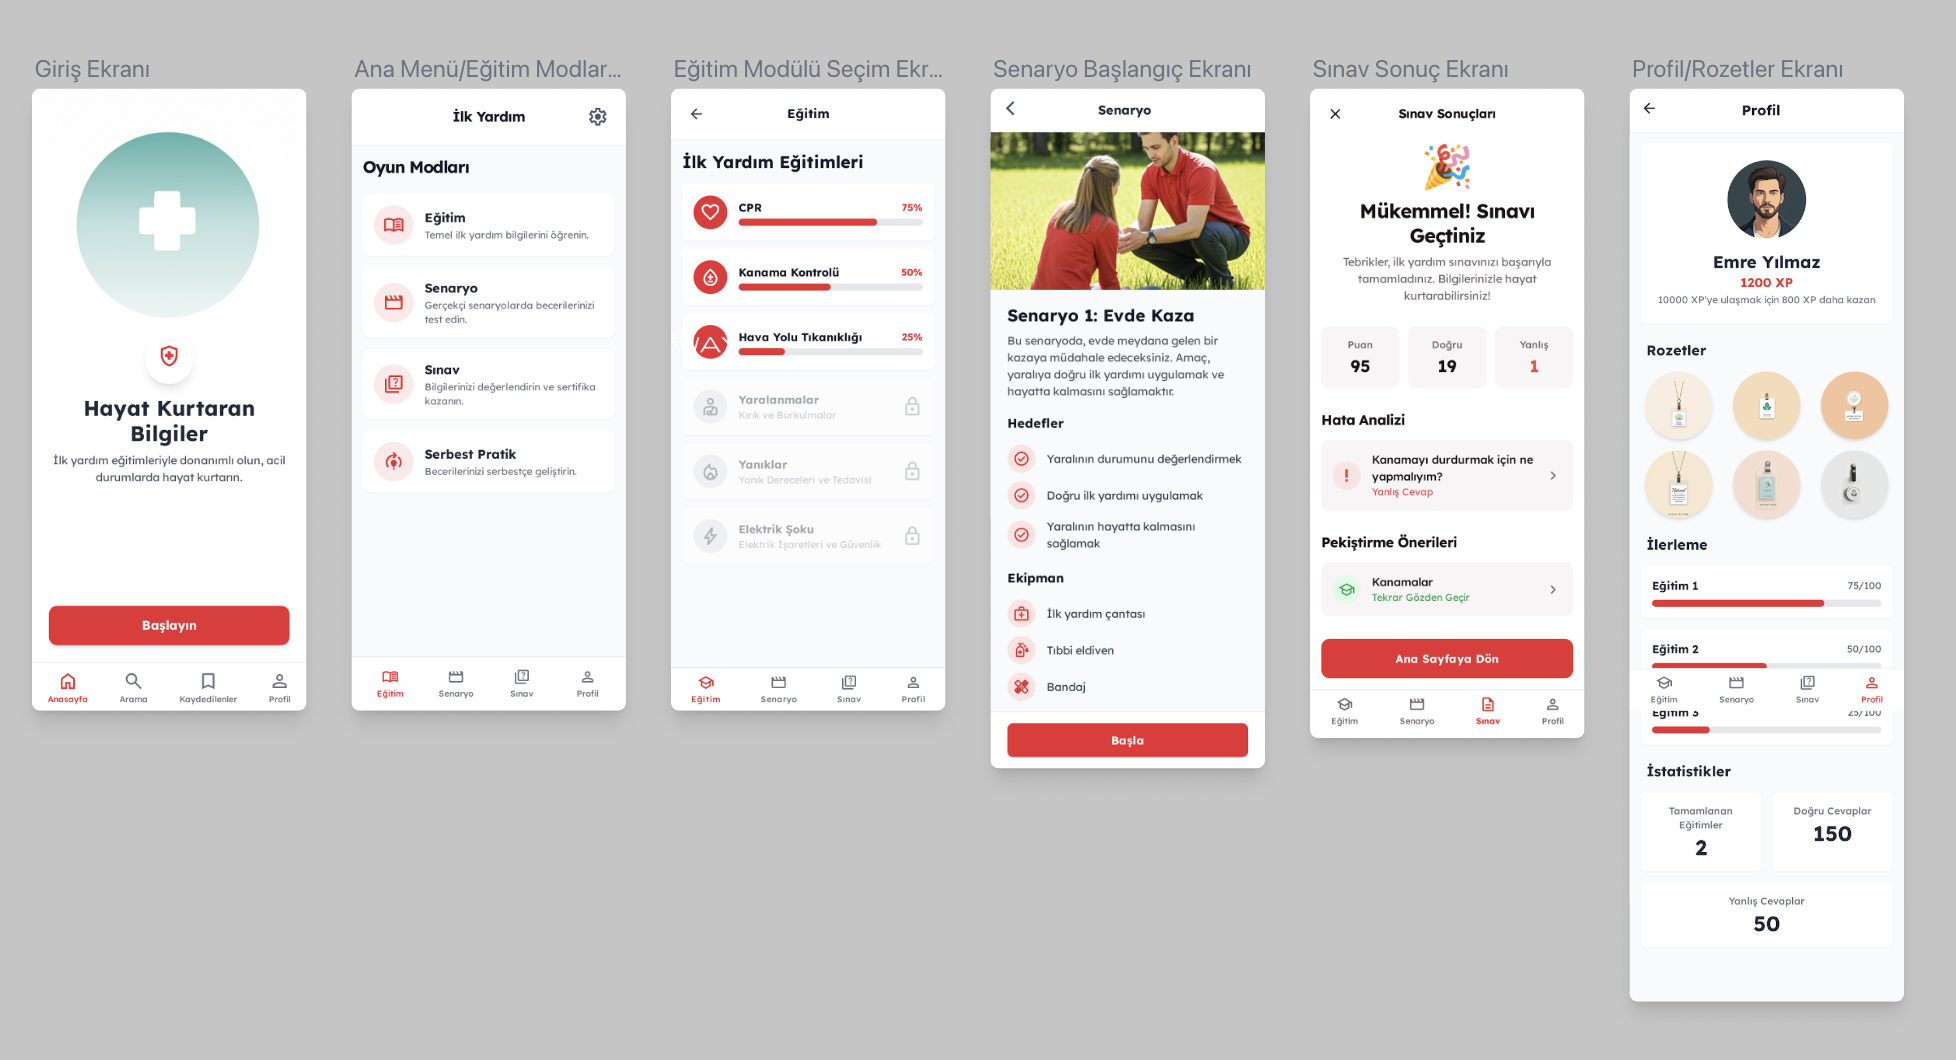 Giriş Ekranı
Hayat Kurtaran
Bilgiler
İlk yardım eğitimleriyle donanımlı olun, acil
durumlarda hayat kurtarın.
Başlayın
Anasayfa
Arama
Kaydedilenler
Profil
Ana Menü/Eğitim Modlar...
İlk Yardım
Oyun Modları
Eğitim
Temel ilk yardım bilgilerini öğrenin.
Senaryo
Gerçekçi senaryolarda becerilerinizi
test edin.
Sınav
Bilgilerinizi değerlendirin ve sertifika
kazanın.
Serbest Pratik
Becerilerinizi serbestçe geliştirin.
Eğitim
Senaryo
Sınav
Profil
Eğitim Modülü Seçim Ekr...
Eğitim
İlk Yardım Eğitimleri
CPR
75%
Kanama Kontrolü
50%
Hava Yolu Tıkanıklığı
25%
Yaralanmalar
Kırık ve Burkulmalar
Yanıklar
Yanık Dereceleri ve Tedavisi
Elektrik Şoku
Elektrik İşaretleri ve Güvenlik
Eğitim
Senaryo
Sınav
Profil
Senaryo Başlangıç Ekranı
Senaryo
Senaryo 1: Evde Kaza
Bu senaryoda, evde meydana gelen bir
kazaya müdahale edeceksiniz. Amaç,
yaralıya doğru ilk yardımı uygulamak ve
hayatta kalmasını sağlamaktır.
Hedefler
Yaralının durumunu değerlendirmek
Doğru ilk yardımı uygulamak
Yaralının hayatta kalmasını
sağlamak
Ekipman
İlk yardım çantası
Tıbbi eldiven
Bandaj
Başla
Sınav Sonuç Ekranı
Sınav Sonuçları
Mükemmel! Sınavı
Geçtiniz
Tebrikler, ilk yardım sınavınızı başarıyla
tamamladınız. Bilgilerinizle hayat
kurtarabilirsiniz!
Puan
95
Doğru
19
Yanlış
1
Hata Analizi
Kanamayı durdurmak için ne
yapmalıyım?
Yanlış Cevap
Pekiştirme Önerileri
Kanamalar
Tekrar Gözden Geçir
Ana Sayfaya Dön
Eğitim
Senaryo
Sınav
Profil
Profil/Rozetler Ekranı
Profil
Emre Yılmaz
1200 XP
10000 XP'ye ulaşmak için 800 XP daha kazan
Rozetler
İlerleme
Eğitim 1
75/100
Eğitim 2
50/100
Eğitim
Senaryo
Sınav
Profil
Eğitim 3
25/100
İstatistikler
Tamamlanan
Eğitimler
2
Doğru Cevaplar
150
Yanlış Cevaplar
50